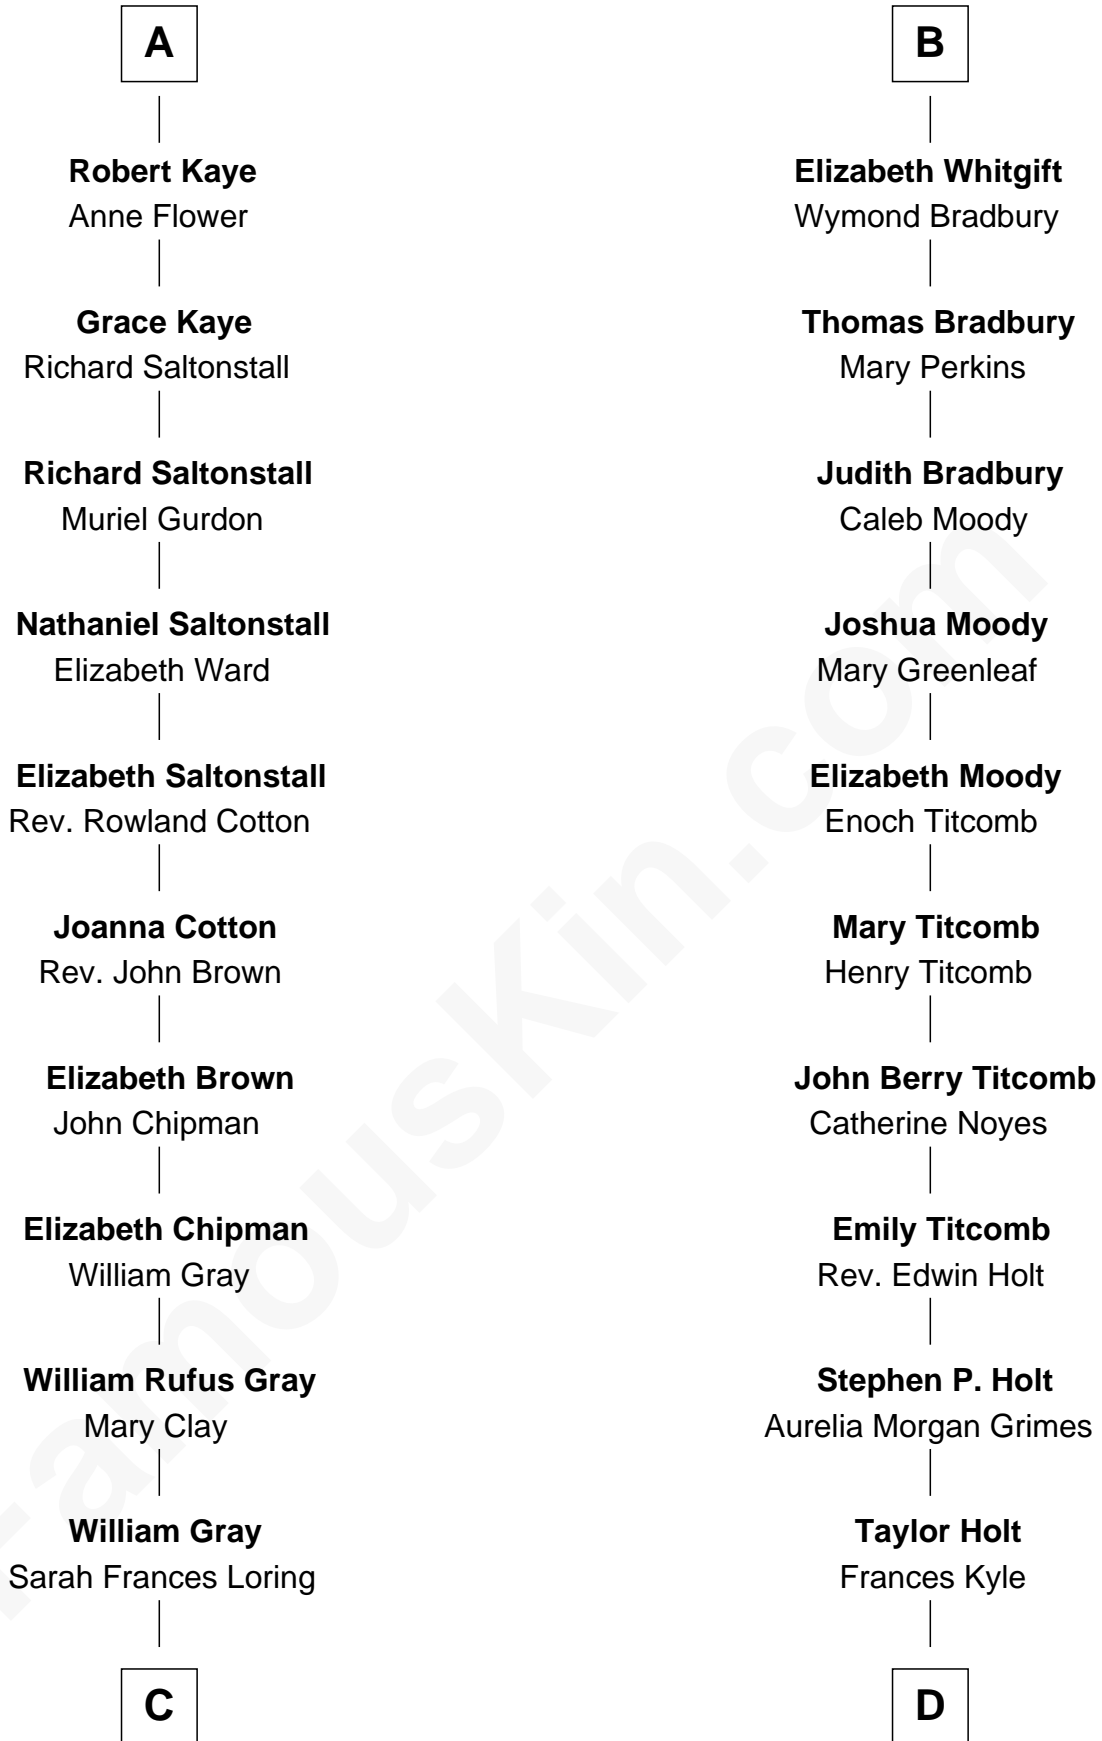 A
Robert Kaye
Anne Flower
Grace Kaye
Richard Saltonstall
Richard Saltonstall
Muriel Gurdon
Nathaniel Saltonstall
Elizabeth Ward
Elizabeth Saltonstall
Rev. Rowland Cotton
Joanna Cotton
Rev. John Brown
Elizabeth Brown
John Chipman
Elizabeth Chipman
William Gray
William Rufus Gray
Mary Clay
William Gray
Sarah Frances Loring
C
B
Elizabeth Whitgift
Wymond Bradbury
Thomas Bradbury
Mary Perkins
Judith Bradbury
Caleb Moody
Joshua Moody
Mary Greenleaf
Elizabeth Moody
Enoch Titcomb
Mary Titcomb
Henry Titcomb
John Berry Titcomb
Catherine Noyes
Emily Titcomb
Rev. Edwin Holt
Stephen P. Holt
Aurelia Morgan Grimes
Taylor Holt
Frances Kyle
D
FamousKin.com